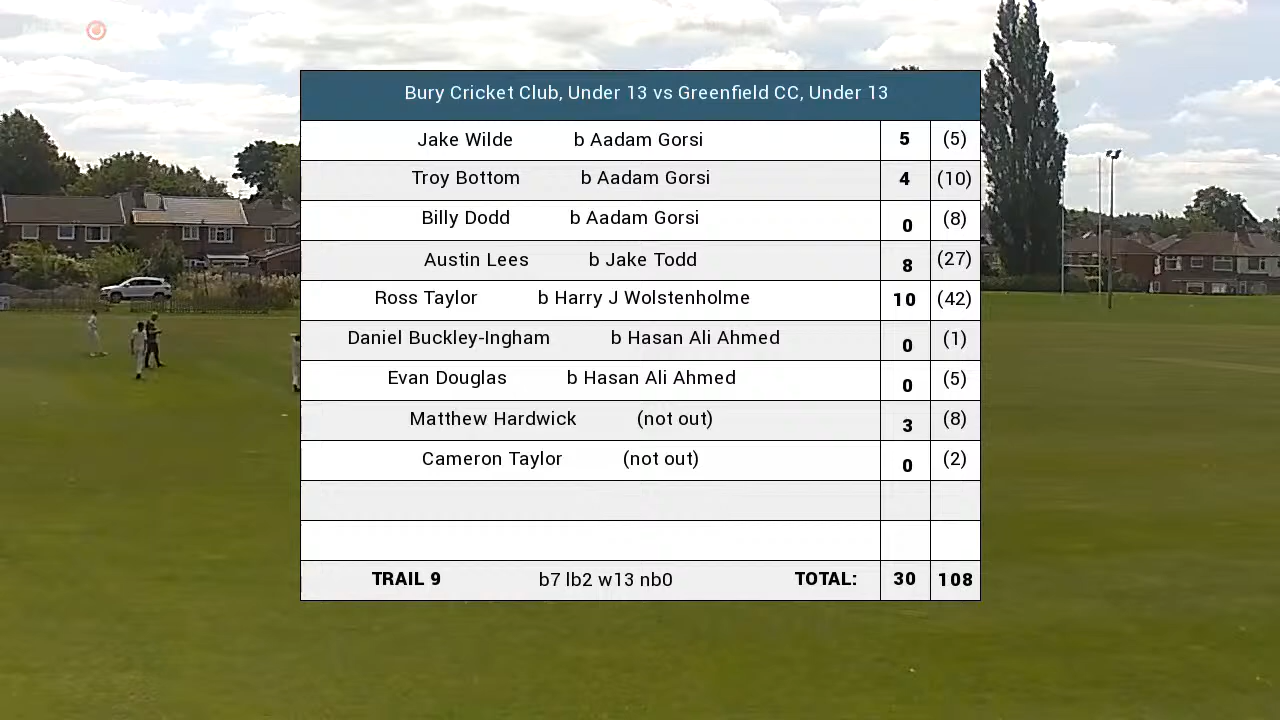 Bury Cricket Club, Under 13 vs Greenfield CC, Under 13
Jake Wilde b Aadam Gorsi 5 (5)
Troy Bottom b Aadam Gorsi 4 (10)
Billy Dodd b Aadam Gorsi 0 (8)
Austin Lees b Jake Todd 8 (27)
Ross Taylor b Harry J Wolstenholme 10 (42)
Daniel Buckley-Ingham b Hasan Ali Ahmed 0 (1)
Evan Douglas b Hasan Ali Ahmed 0 (5)
Matthew Hardwick (not out) 3 (8)
Cameron Taylor (not out) 0 (2)
TRAIL 9 b7 lb2 w13 nb0 TOTAL: 30 108